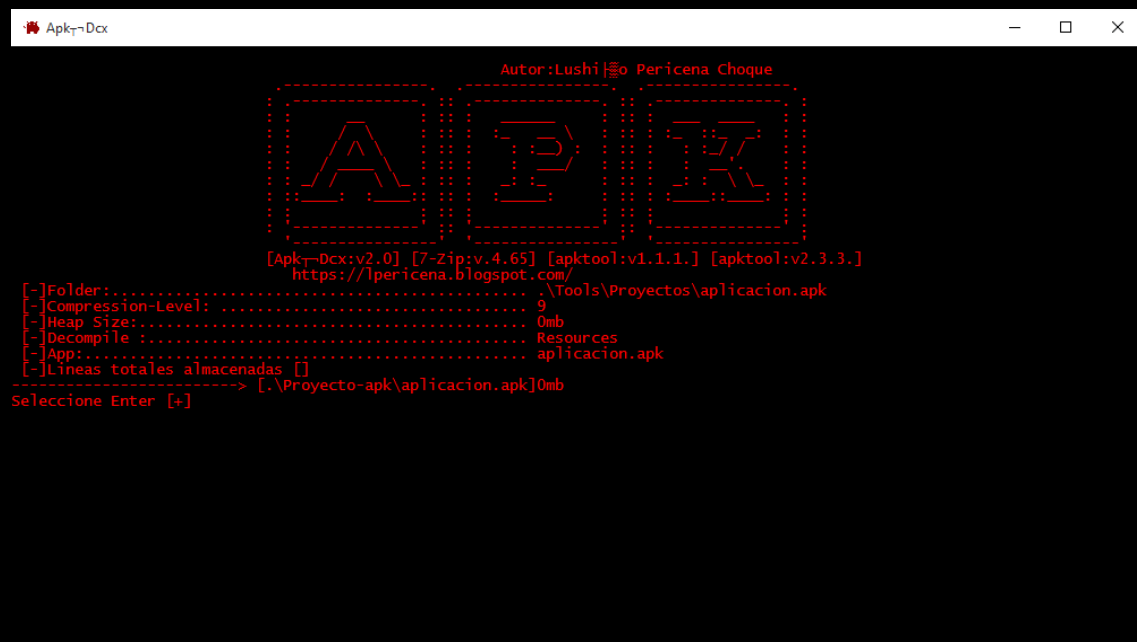 Apk┬¬Dcx
Autor:Lushi├▒o Pericena Choque
APK
[Apk┬¬Dcx:v2.0] [7-Zip:v.4.65] [apktool:v1.1.1.] [apktool:v2.3.3.]
https://lpericena.blogspot.com/
[-]Folder:.............................................. .\Tools\Proyectos\aplicacion.apk
[-]Compression-Level: .................................. 9
[-]Heap Size:........................................... 0mb
[-]Decompile :.......................................... Resources
[-]App:................................................. aplicacion.apk
[-]Lineas totales almacenadas []
-------------------------> [.\Proyecto-apk\aplicacion.apk]0mb
Seleccione Enter [+]